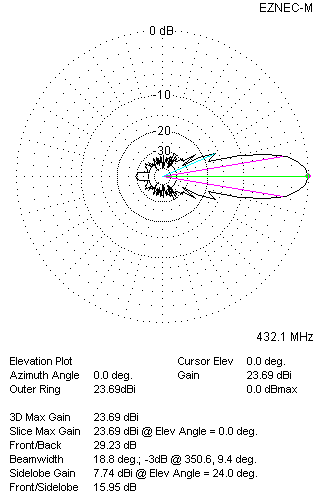 EZNEC-M
0 dB
-10
-20
-30
432.1 MHz
Elevation Plot
Cursor Elev 0.0 deg.
Azimuth Angle 0.0 deg.
Gain 23.69 dBi
Outer Ring 23.69dBi
0.0 dBmax
3D Max Gain 23.69 dBi
Slice Max Gain 23.69 dBi @ Elev Angle = 0.0 deg.
Front/Back 29.23 dB
Beamwidth 18.8 deg.; -3dB @ 350.6, 9.4 deg.
Sidelobe Gain 7.74 dBi @ Elev Angle = 24.0 deg.
Front/Sidelobe 15.95 dB